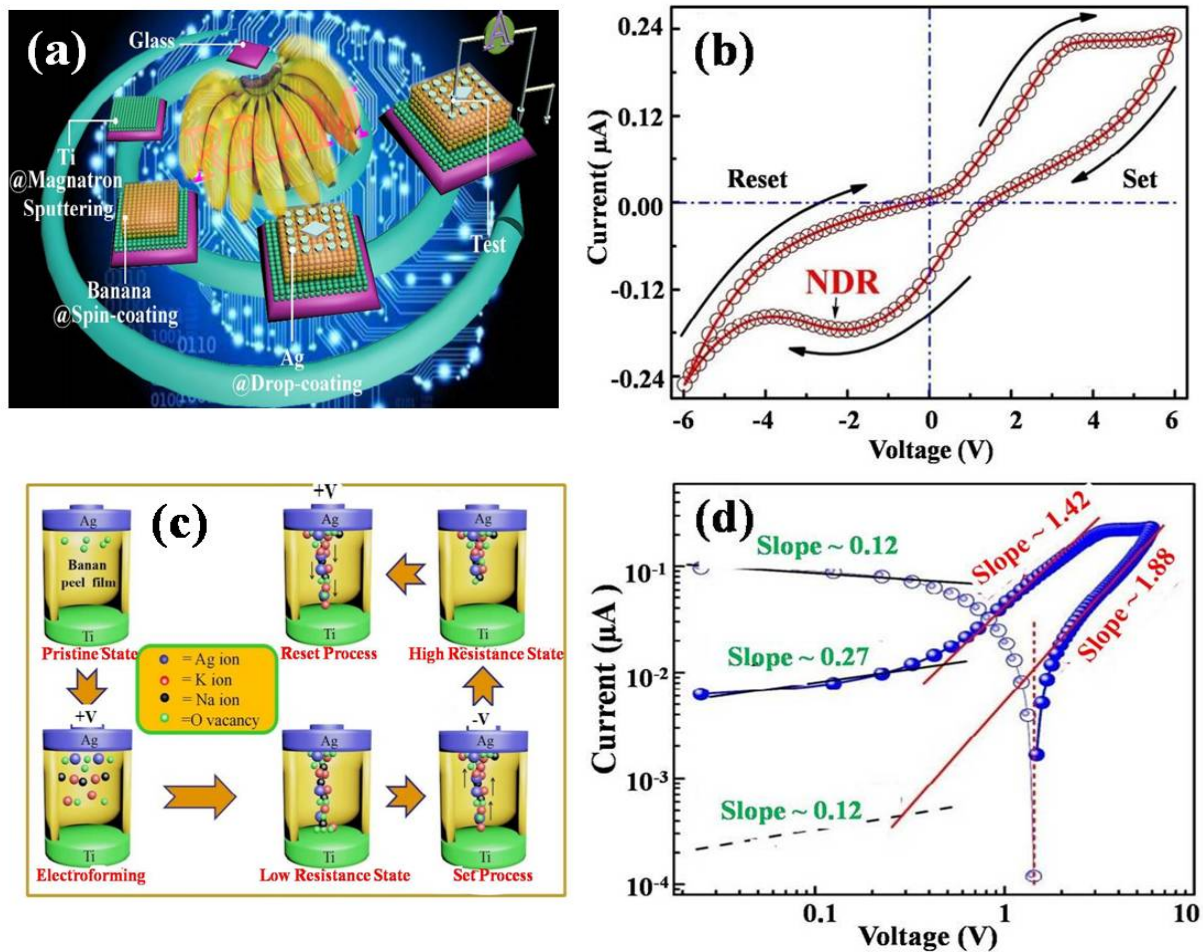 (a)
Glass
RRAM
A
Ti
@Magnatron
Sputtering
Banana
@Spin-coating
Ag
@Drop-coating
Test
0110
(b)
Current( μA)
0.24
0.12
0.00
-0.12
-0.24
Reset
Set
NDR
-6
-4
-2
0
2
4
6
Voltage (V)
(c)
+V
Ag
Banan
peel film
Ti
Pristine State
Ag
Ti
Reset Process
Ag
Ti
High Resistance State
= Ag ion
= K ion
= Na ion
=O vacancy
+V
Ag
Ti
Electroforming
Ag
Ti
Low Resistance State
-V
Ag
Ti
Set Process
(d)
Current (μA)
10-1
10-2
10-3
10-4
Slope ~ 0.12
Slope ~ 1.42
Slope ~ 0.27
Slope ~ 1.88
Slope ~ 0.12
0.1
1
10
Voltage (V)